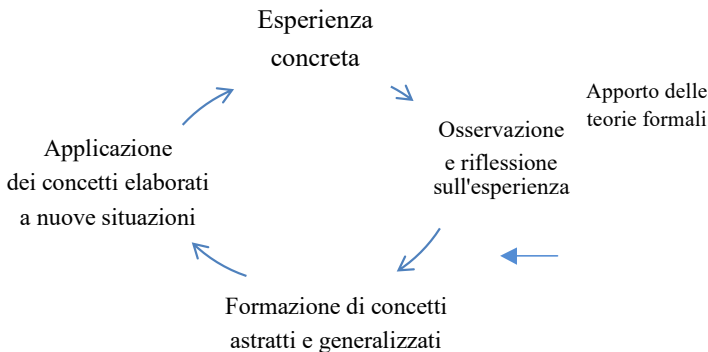 Esperienza
concreta
Apporto delle
teorie formali
Osservazione
e riflessione
sull'esperienza
Applicazione
dei concetti elaborati
a nuove situazioni
Formazione di concetti
astratti e generalizzati